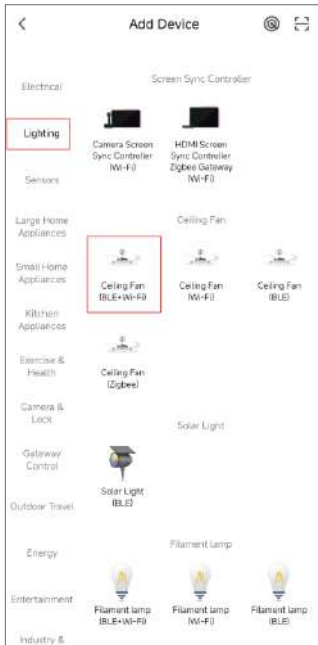 Add Device
Electrical
Lighting
Sensors
Large Home
Appliances
Small Home
Appliances
Kitchen
Appliances
Exercise &
Health
Camera &
Lock
Gateway
Control
Outdoor Travel
Energy
Entertainment
Industry &
Screen Sync Controller
Camera Screen
Sync Controller
(Wi-Fi)
HDMI Screen
Sync Controller
Zigbee Gateway
(Wi-Fi)
Ceiling Fan
Ceiling Fan
(BLE+Wi-Fi)
Ceiling Fan
(Wi-Fi)
Ceiling Fan
(BLE)
Ceiling Fan
(Zigbee)
Solar Light
Solar Light
(BLE)
Filament lamp
Filament lamp
(BLE+Wi-Fi)
Filament lamp
(Wi-Fi)
Filament lamp
(BLE)